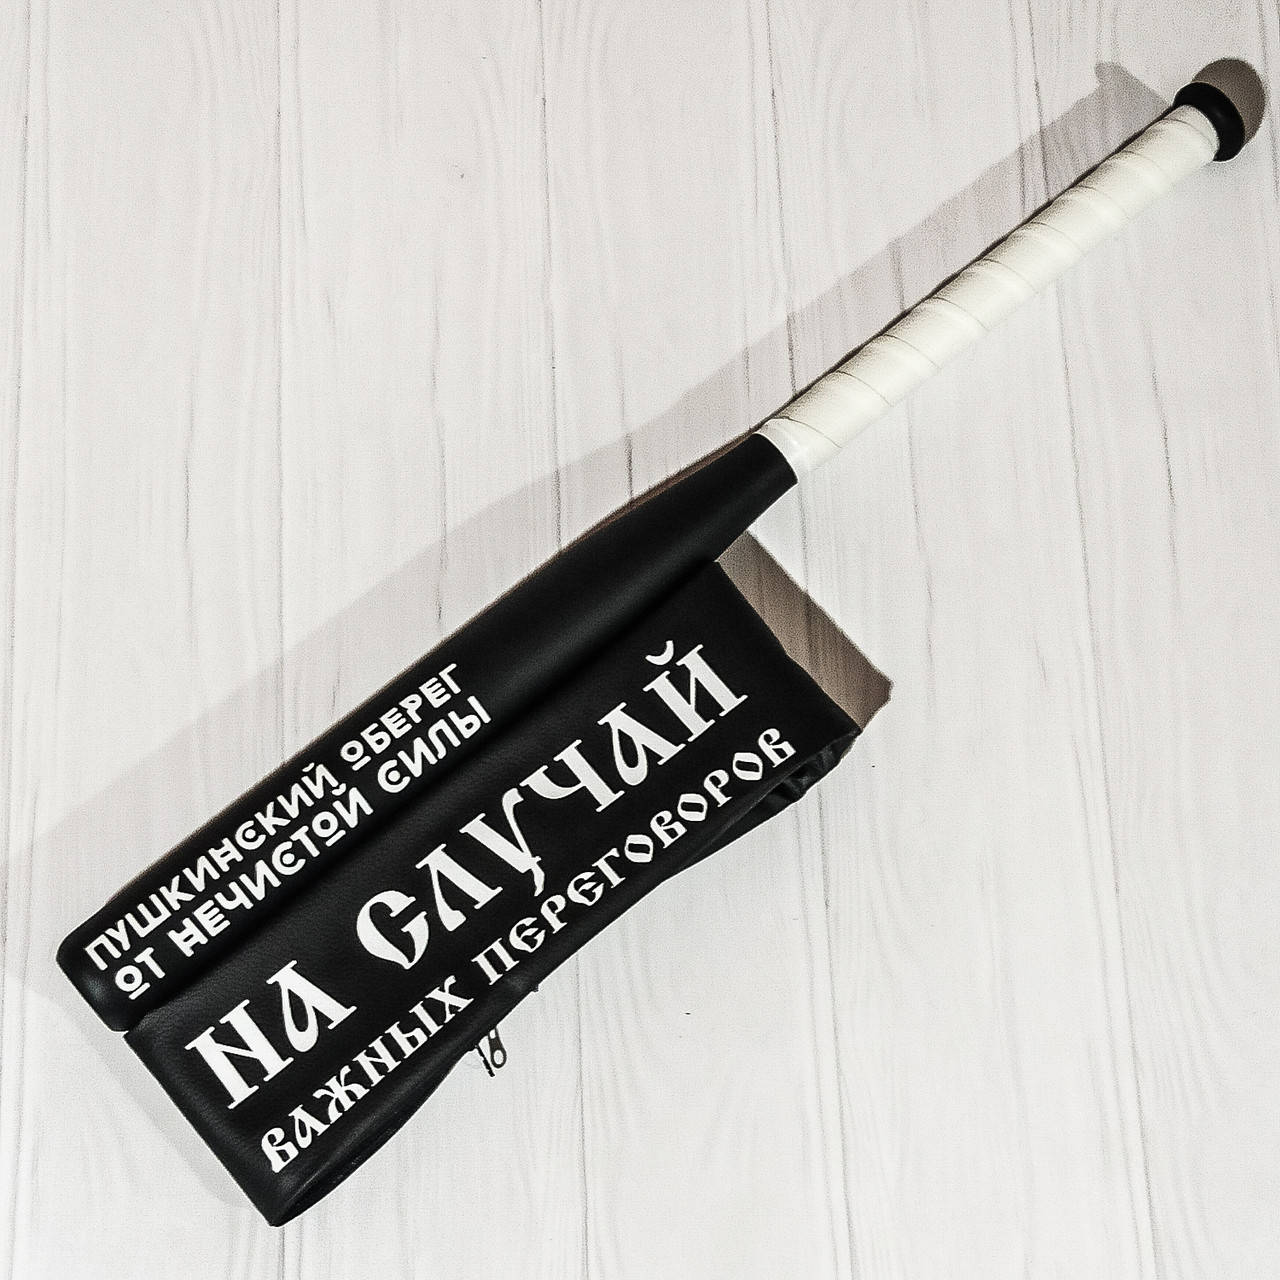 ПУШКИНСКИЙ ОБЕРЕГ
ОТ НЕЧИСТОЙ СИЛЫ
НА СЛУЧАЙ
ВАЖНЫХ ПЕРЕГОВОРОВ